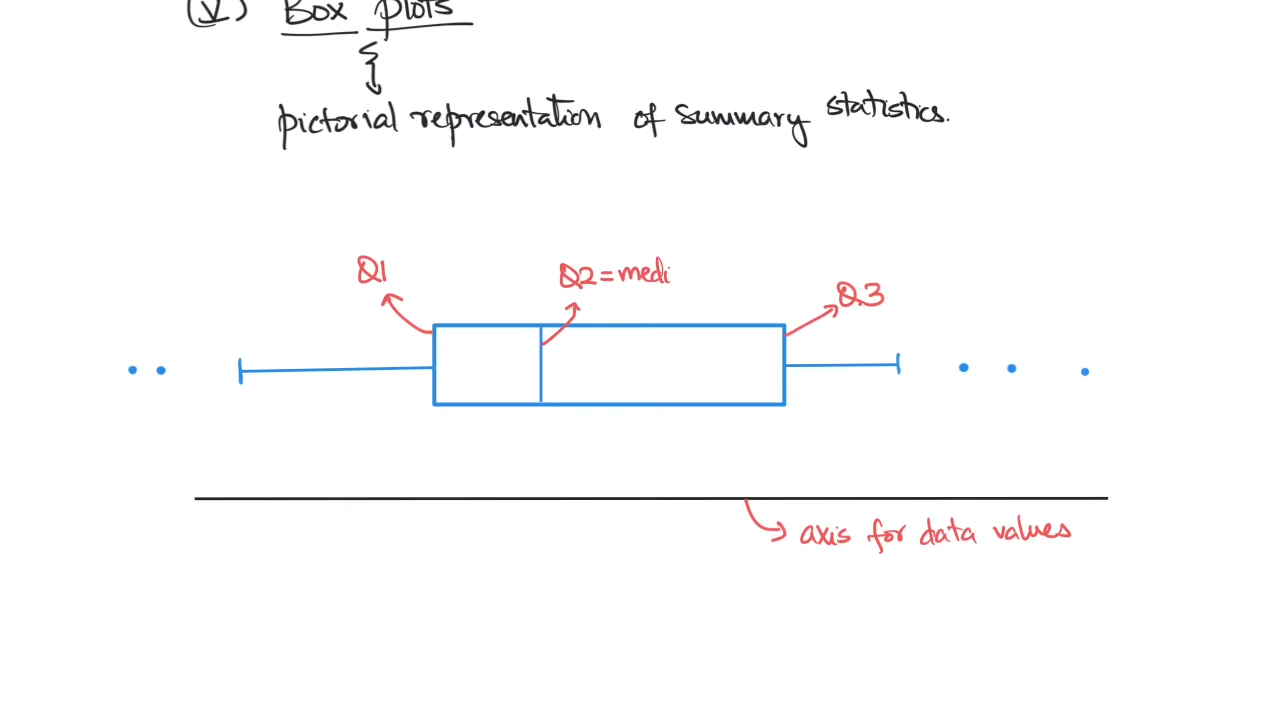 (V) Box plots
pictorial representation of summary statistics.
Q1
Q2 = medi
Q3
axis for data values